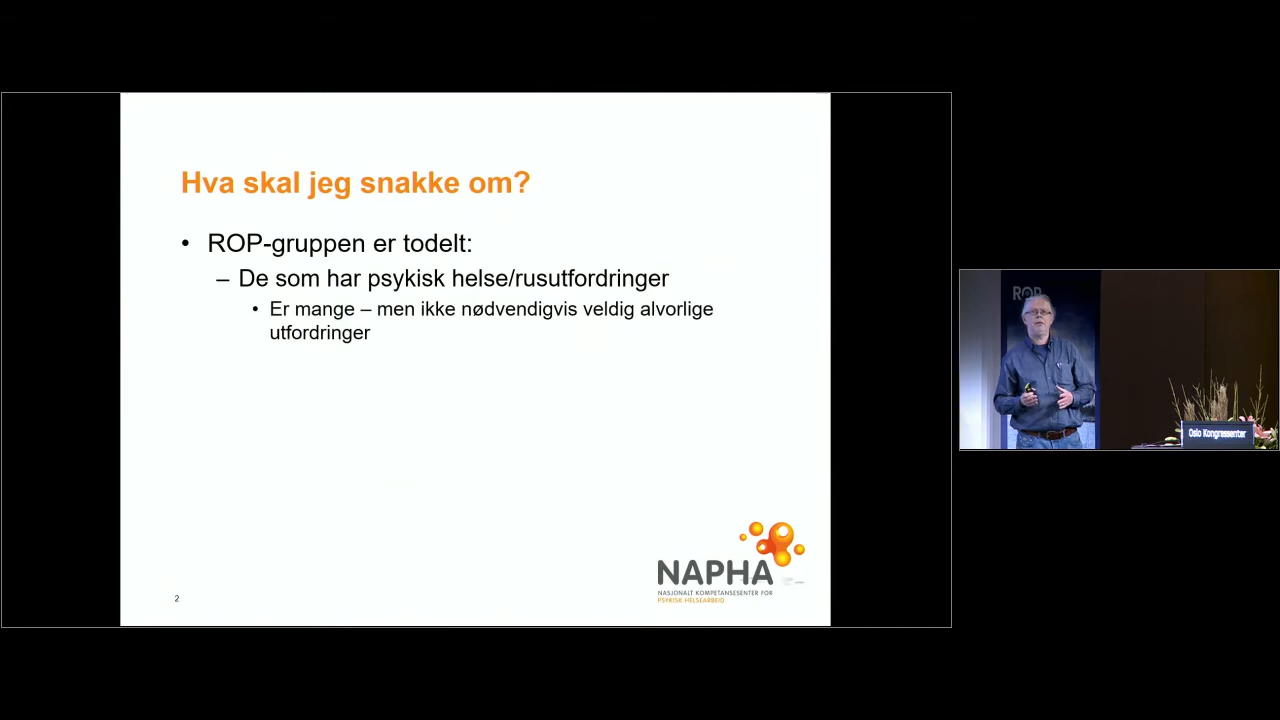 Hva skal jeg snakke om?
• ROP-gruppen er todelt:
– De som har psykisk helse/rusutfordringer
• Er mange – men ikke nødvendigvis veldig alvorlige
utfordringer
NAPHA
NASJONALT KOMPETANSESENTER FOR
PSYKISK HELSEARBEID
2
ROP
Oslo Kongressenter